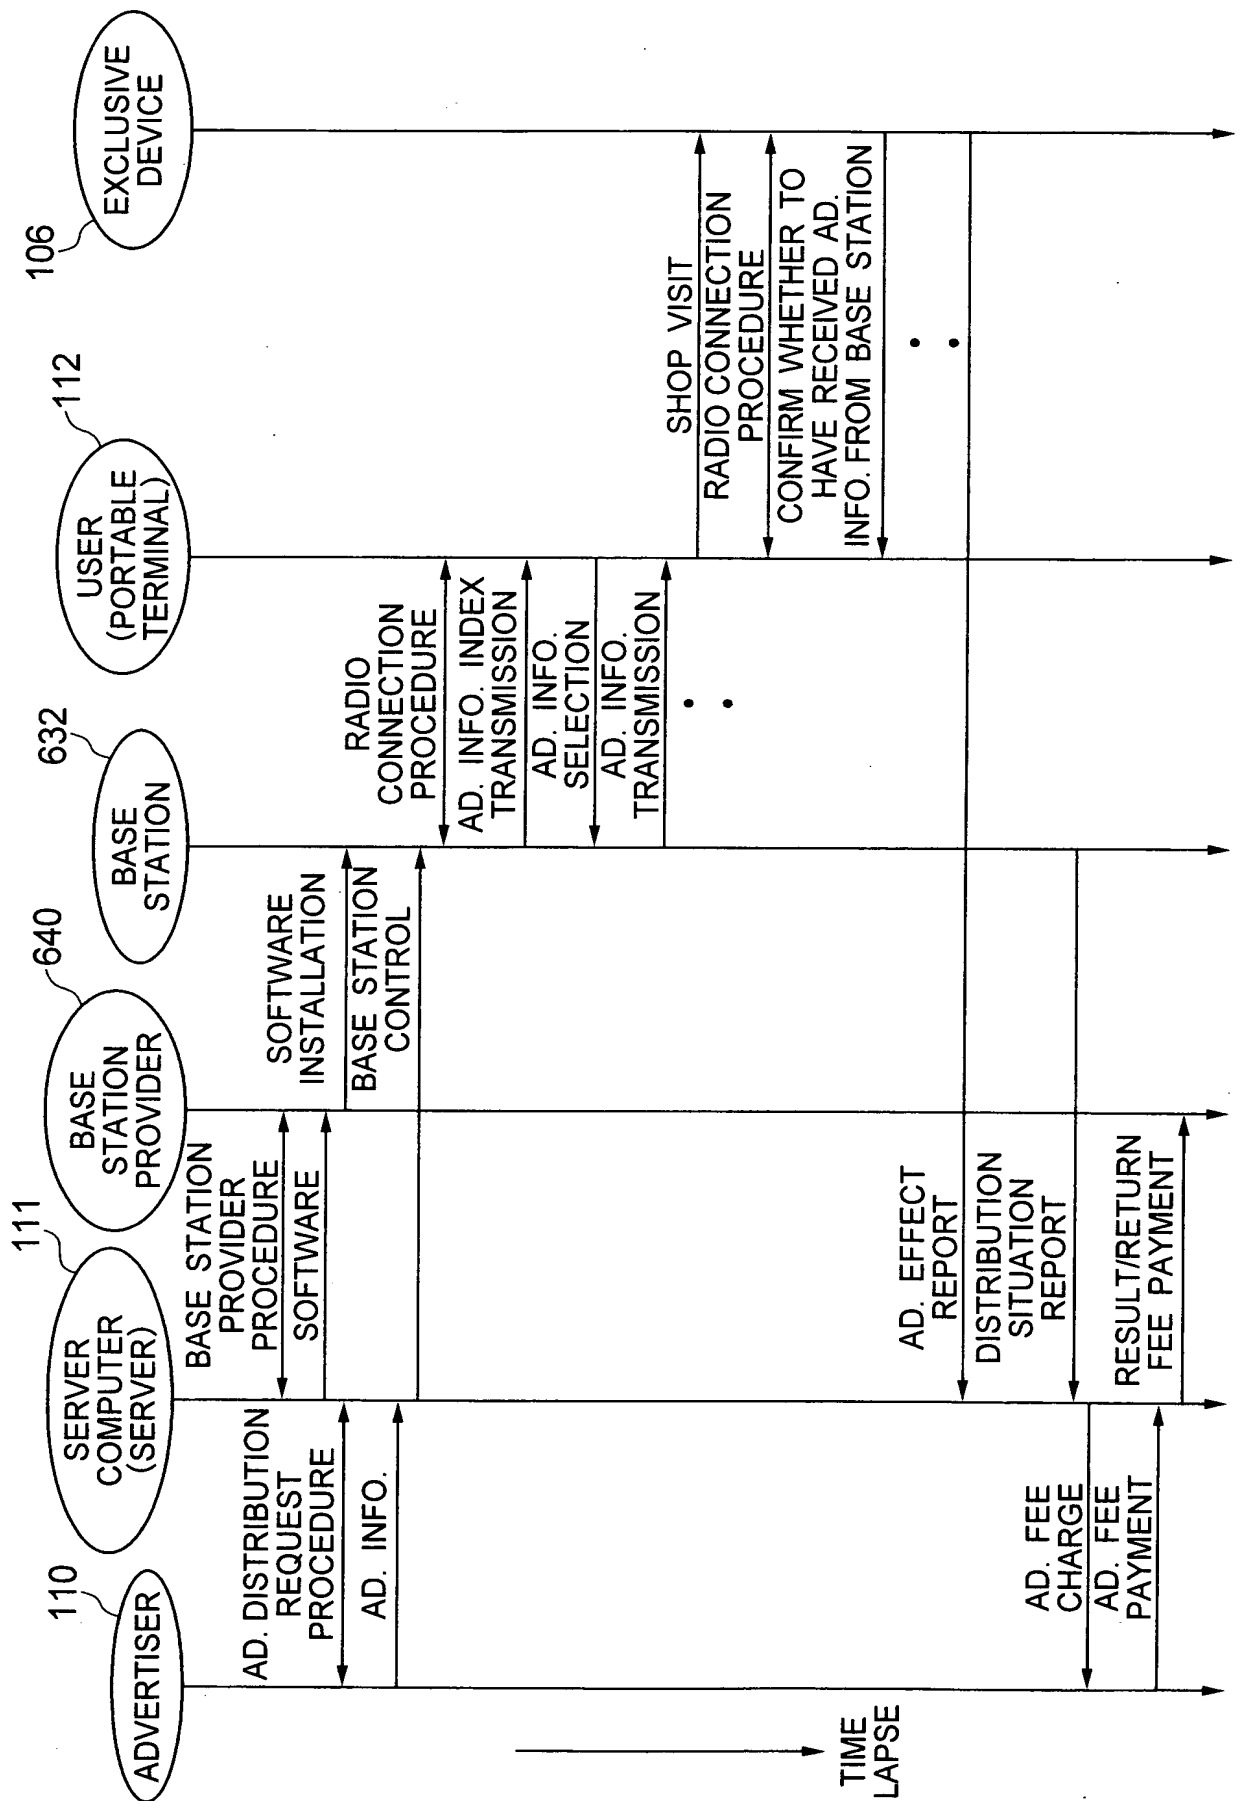 110
ADVERTISER
111
SERVER
COMPUTER
(SERVER)
640
BASE
STATION
PROVIDER
632
BASE
STATION
112
USER
(PORTABLE
TERMINAL)
106
EXCLUSIVE
DEVICE
BASE STATION
PROVIDER
PROCEDURE
SOFTWARE
AD. DISTRIBUTION
REQUEST
PROCEDURE
AD. INFO.
SOFTWARE
INSTALLATION
BASE STATION
CONTROL
RADIO
CONNECTION
PROCEDURE
AD. INFO. INDEX
TRANSMISSION
AD. INFO.
SELECTION
AD. INFO.
TRANSMISSION
SHOP VISIT
RADIO CONNECTION
PROCEDURE
CONFIRM WHETHER TO
HAVE RECEIVED AD.
INFO. FROM BASE STATION
AD. EFFECT
REPORT
DISTRIBUTION
SITUATION
REPORT
AD. FEE
CHARGE
AD. FEE
PAYMENT
RESULT/RETURN
FEE PAYMENT
TIME
LAPSE